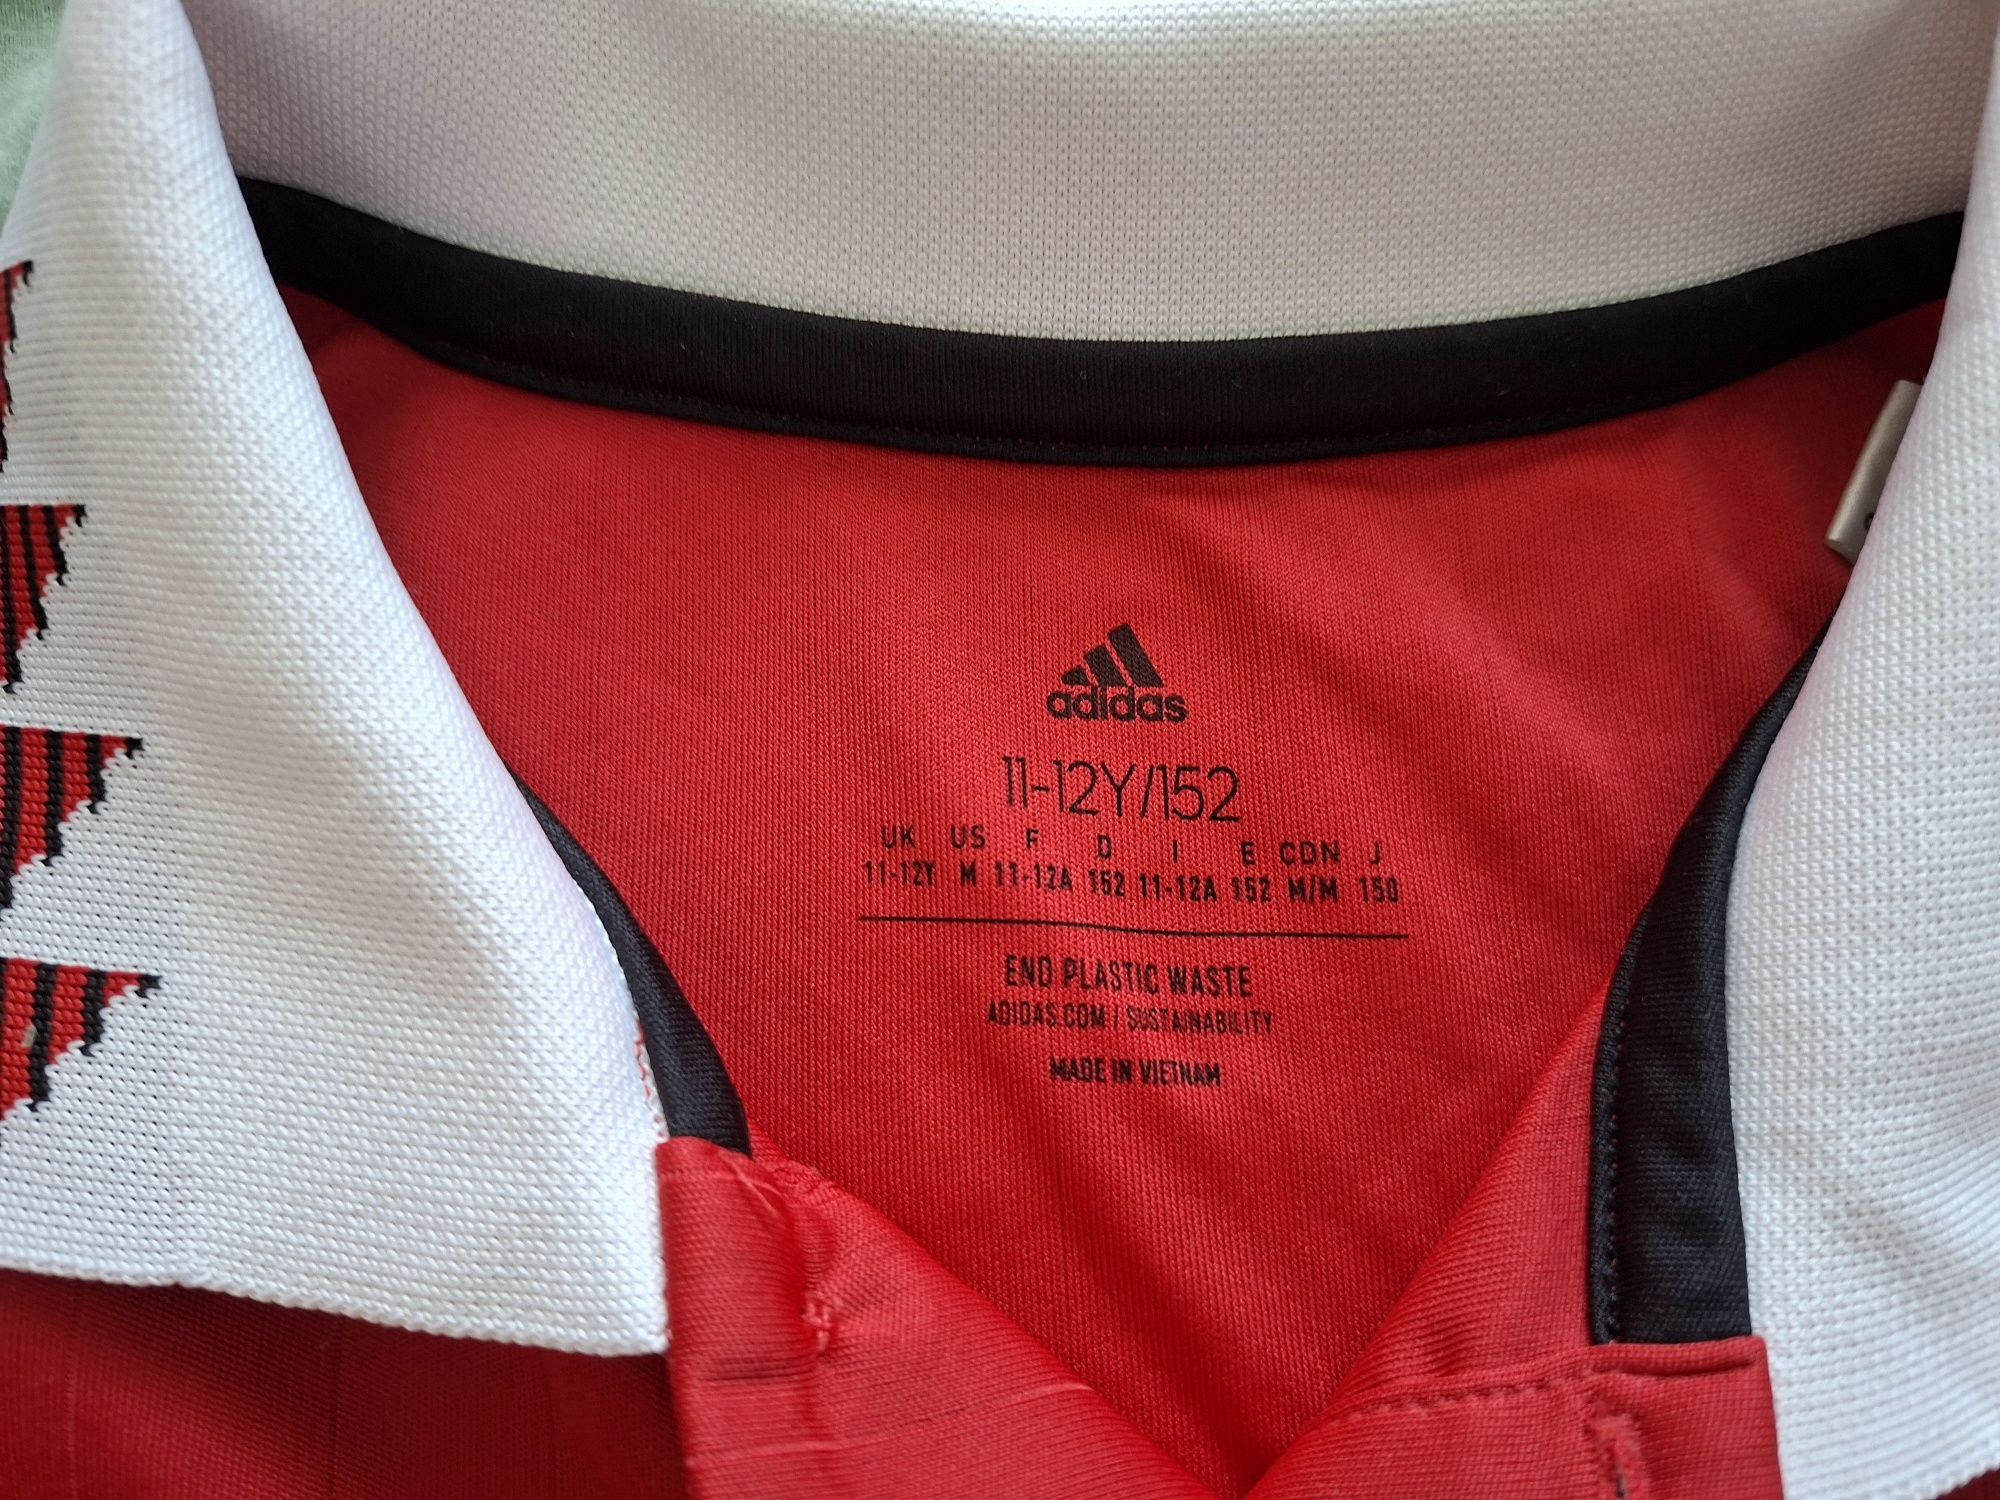 adidas
11-12Y/152
UK US F D I E CDN J
11-12Y M 11-12A 152 11-12A 152 M/M 150
END PLASTIC WASTE
ADIDAS.COM / SUSTAINABILITY
MADE IN VIETNAM